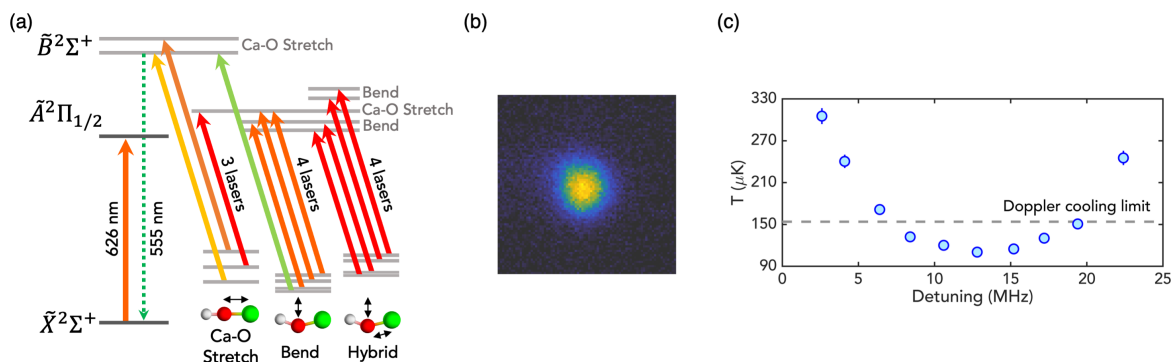 (a)
B̃²Σ⁺
Ca-O Stretch
Bend
Ca-O Stretch
Bend
ò²Π₁/₂
3 lasers
4 lasers
4 lasers
626 nm
555 nm
X̃²Σ⁺
Ca-O
Stretch
Bend
Hybrid
(b)
(c)
330
270
210
150
90
T (μK)
Doppler cooling limit
0
5
10
15
20
25
Detuning (MHz)